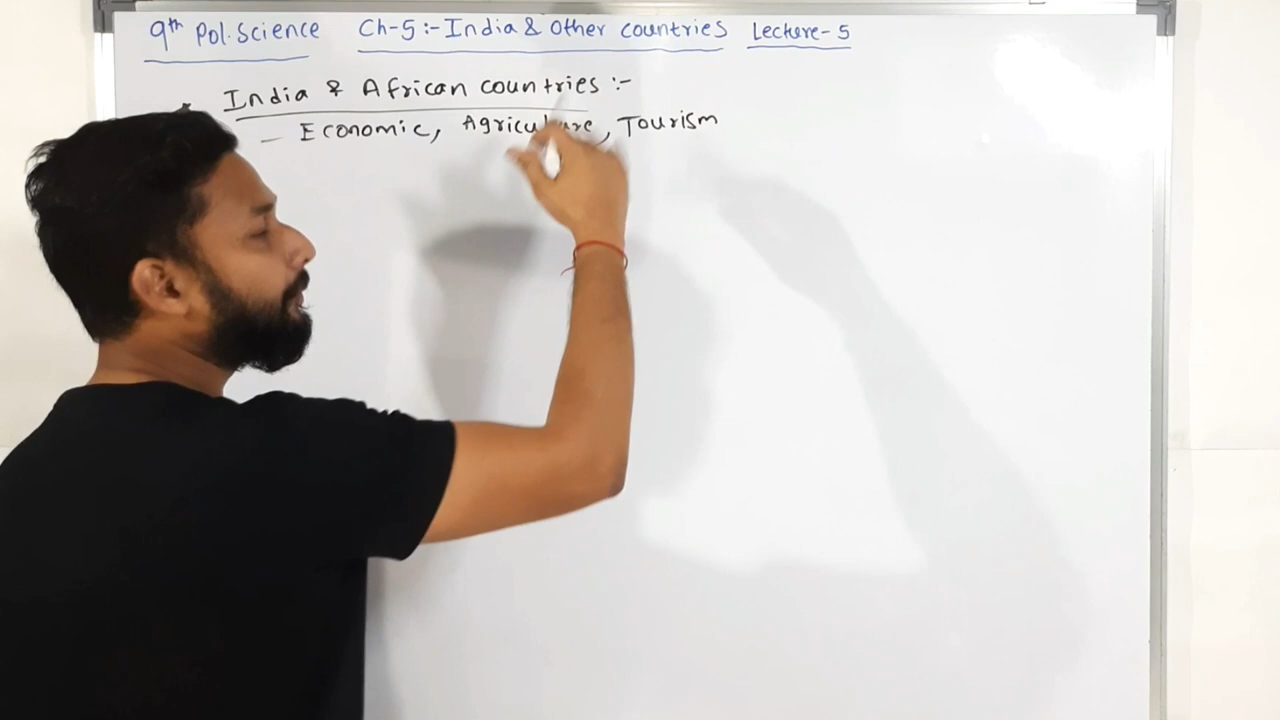 9th Pol.Science Ch-5:-India & Other countries Lecture-5
India & African countries :-
- Economic, Agriculture, Tourism